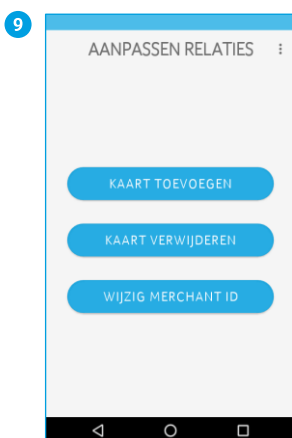 9
AANPASSEN RELATIES
KAART TOEVOEGEN
KAART VERWIJDEREN
WIJZIG MERCHANT ID